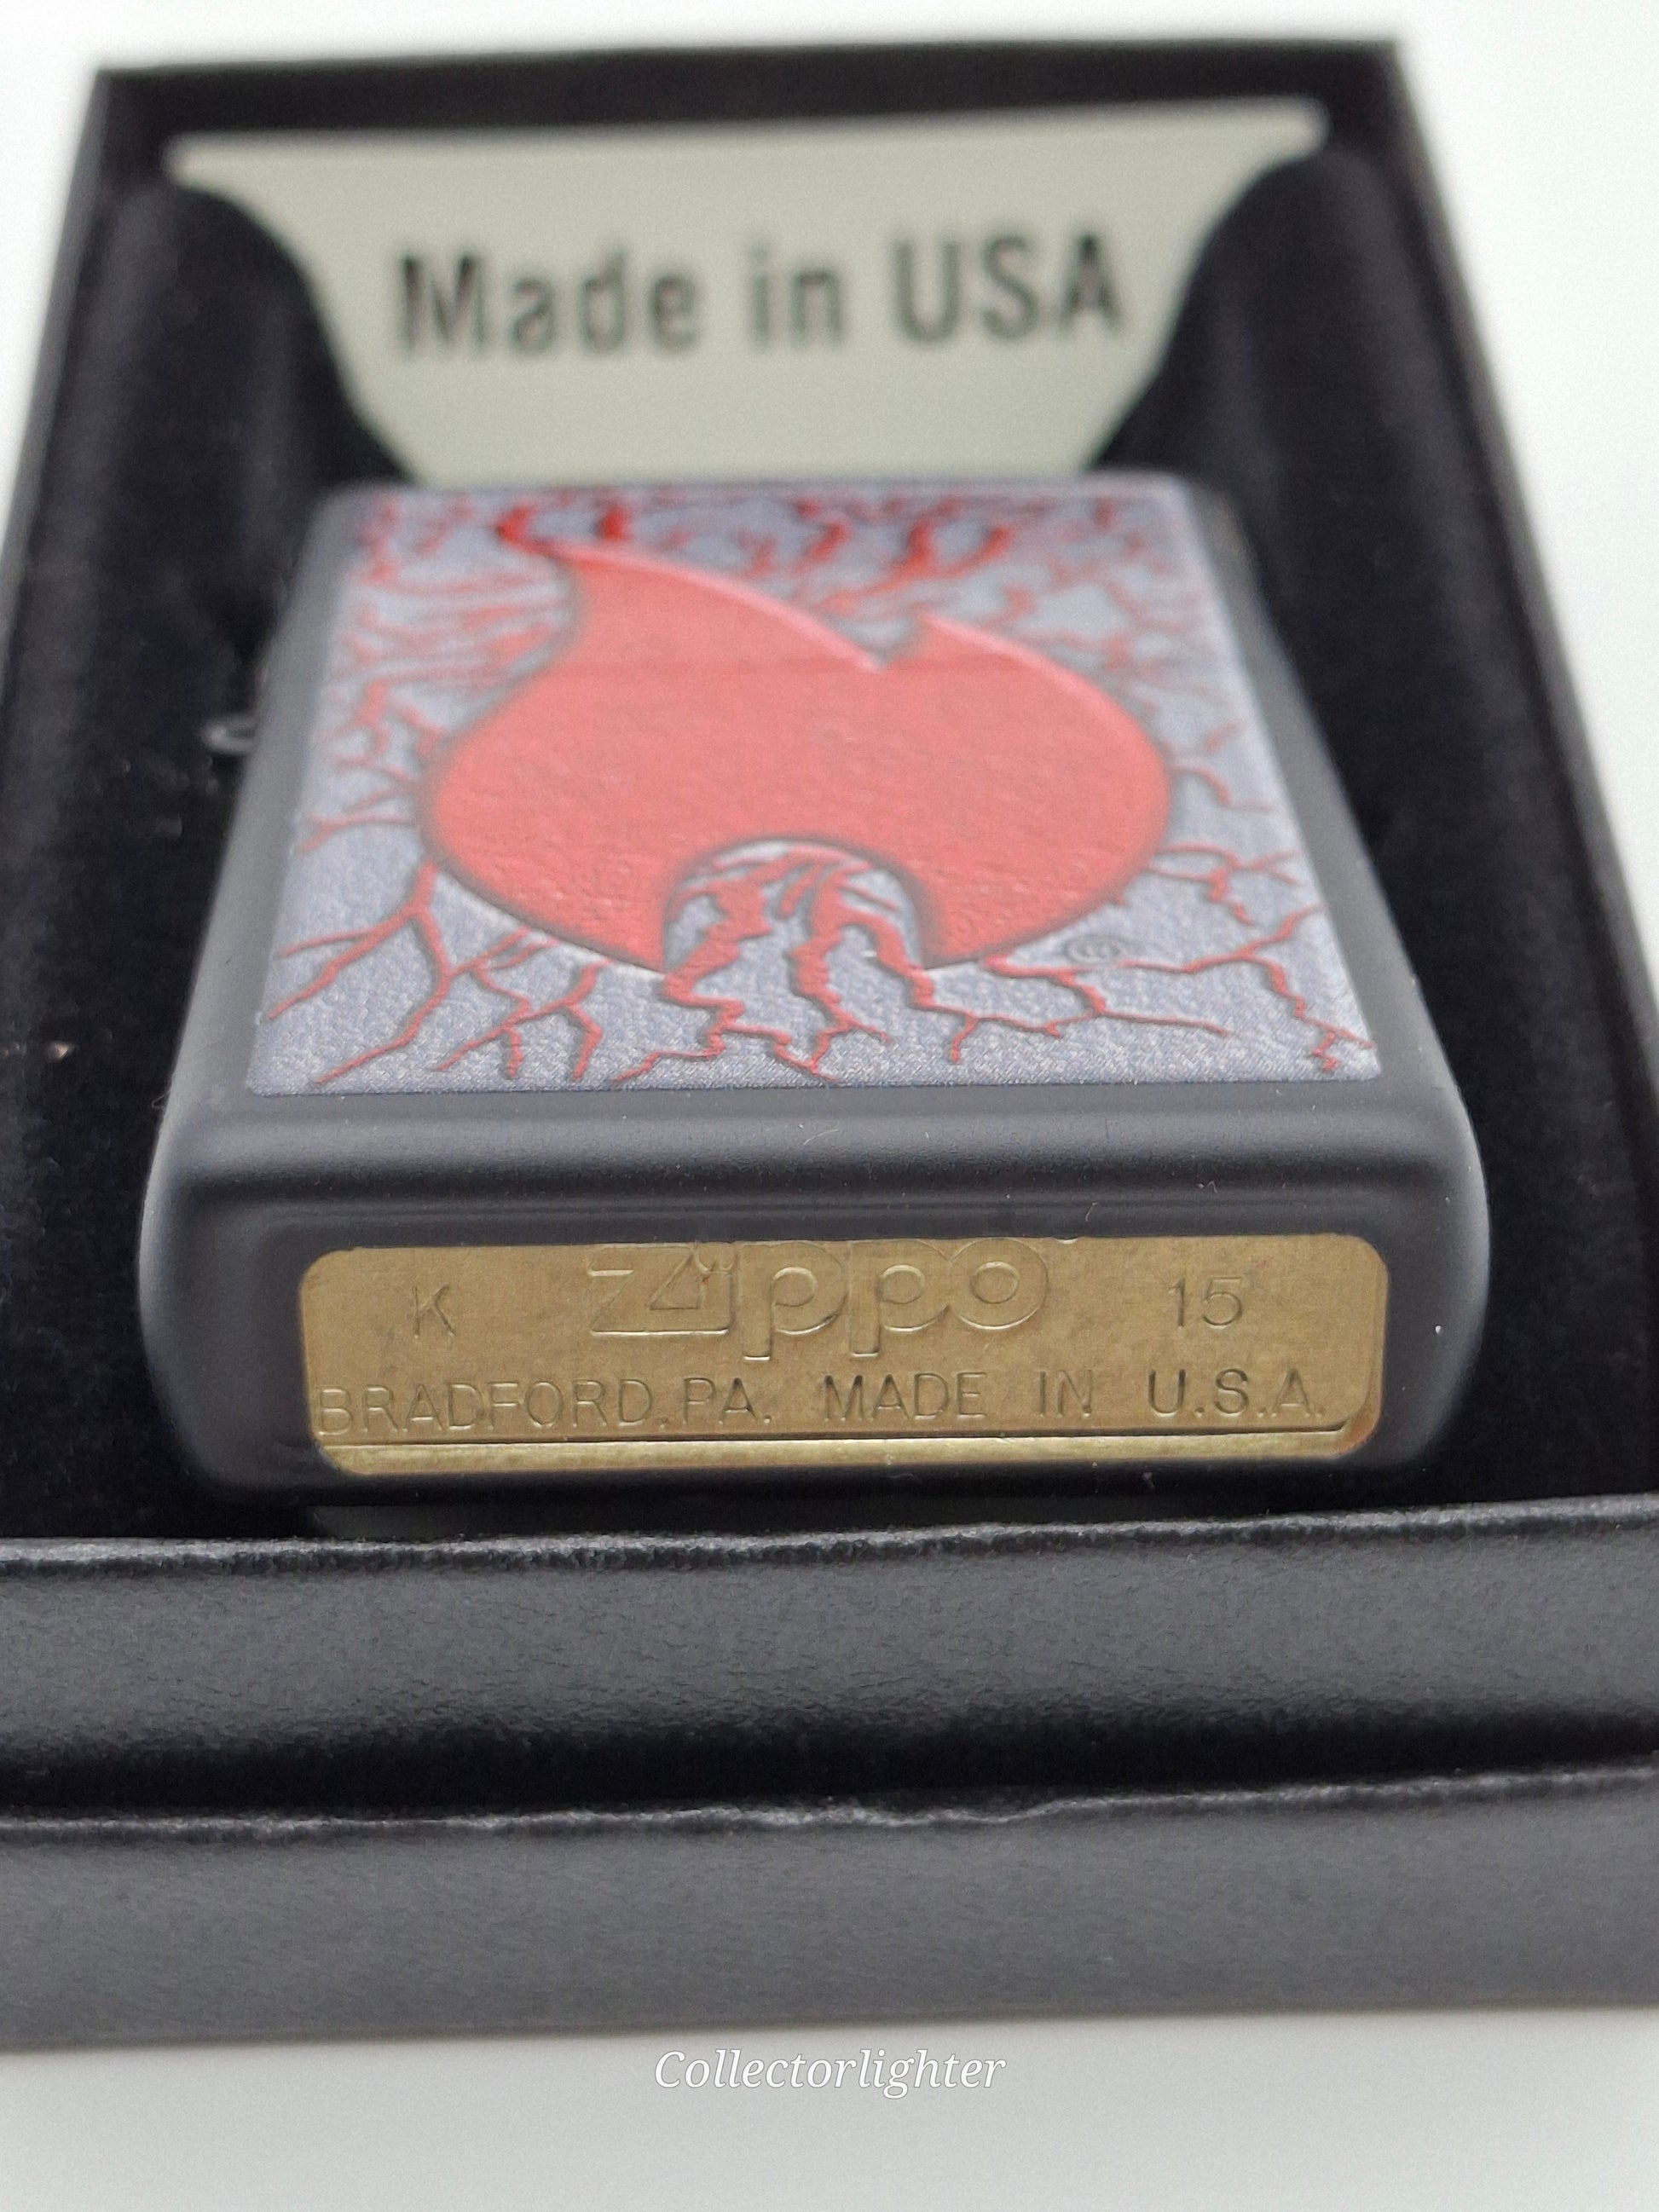 Made in USA
K Zippo 15
BRADFORD, PA. MADE IN U.S.A.
Collectorlighter